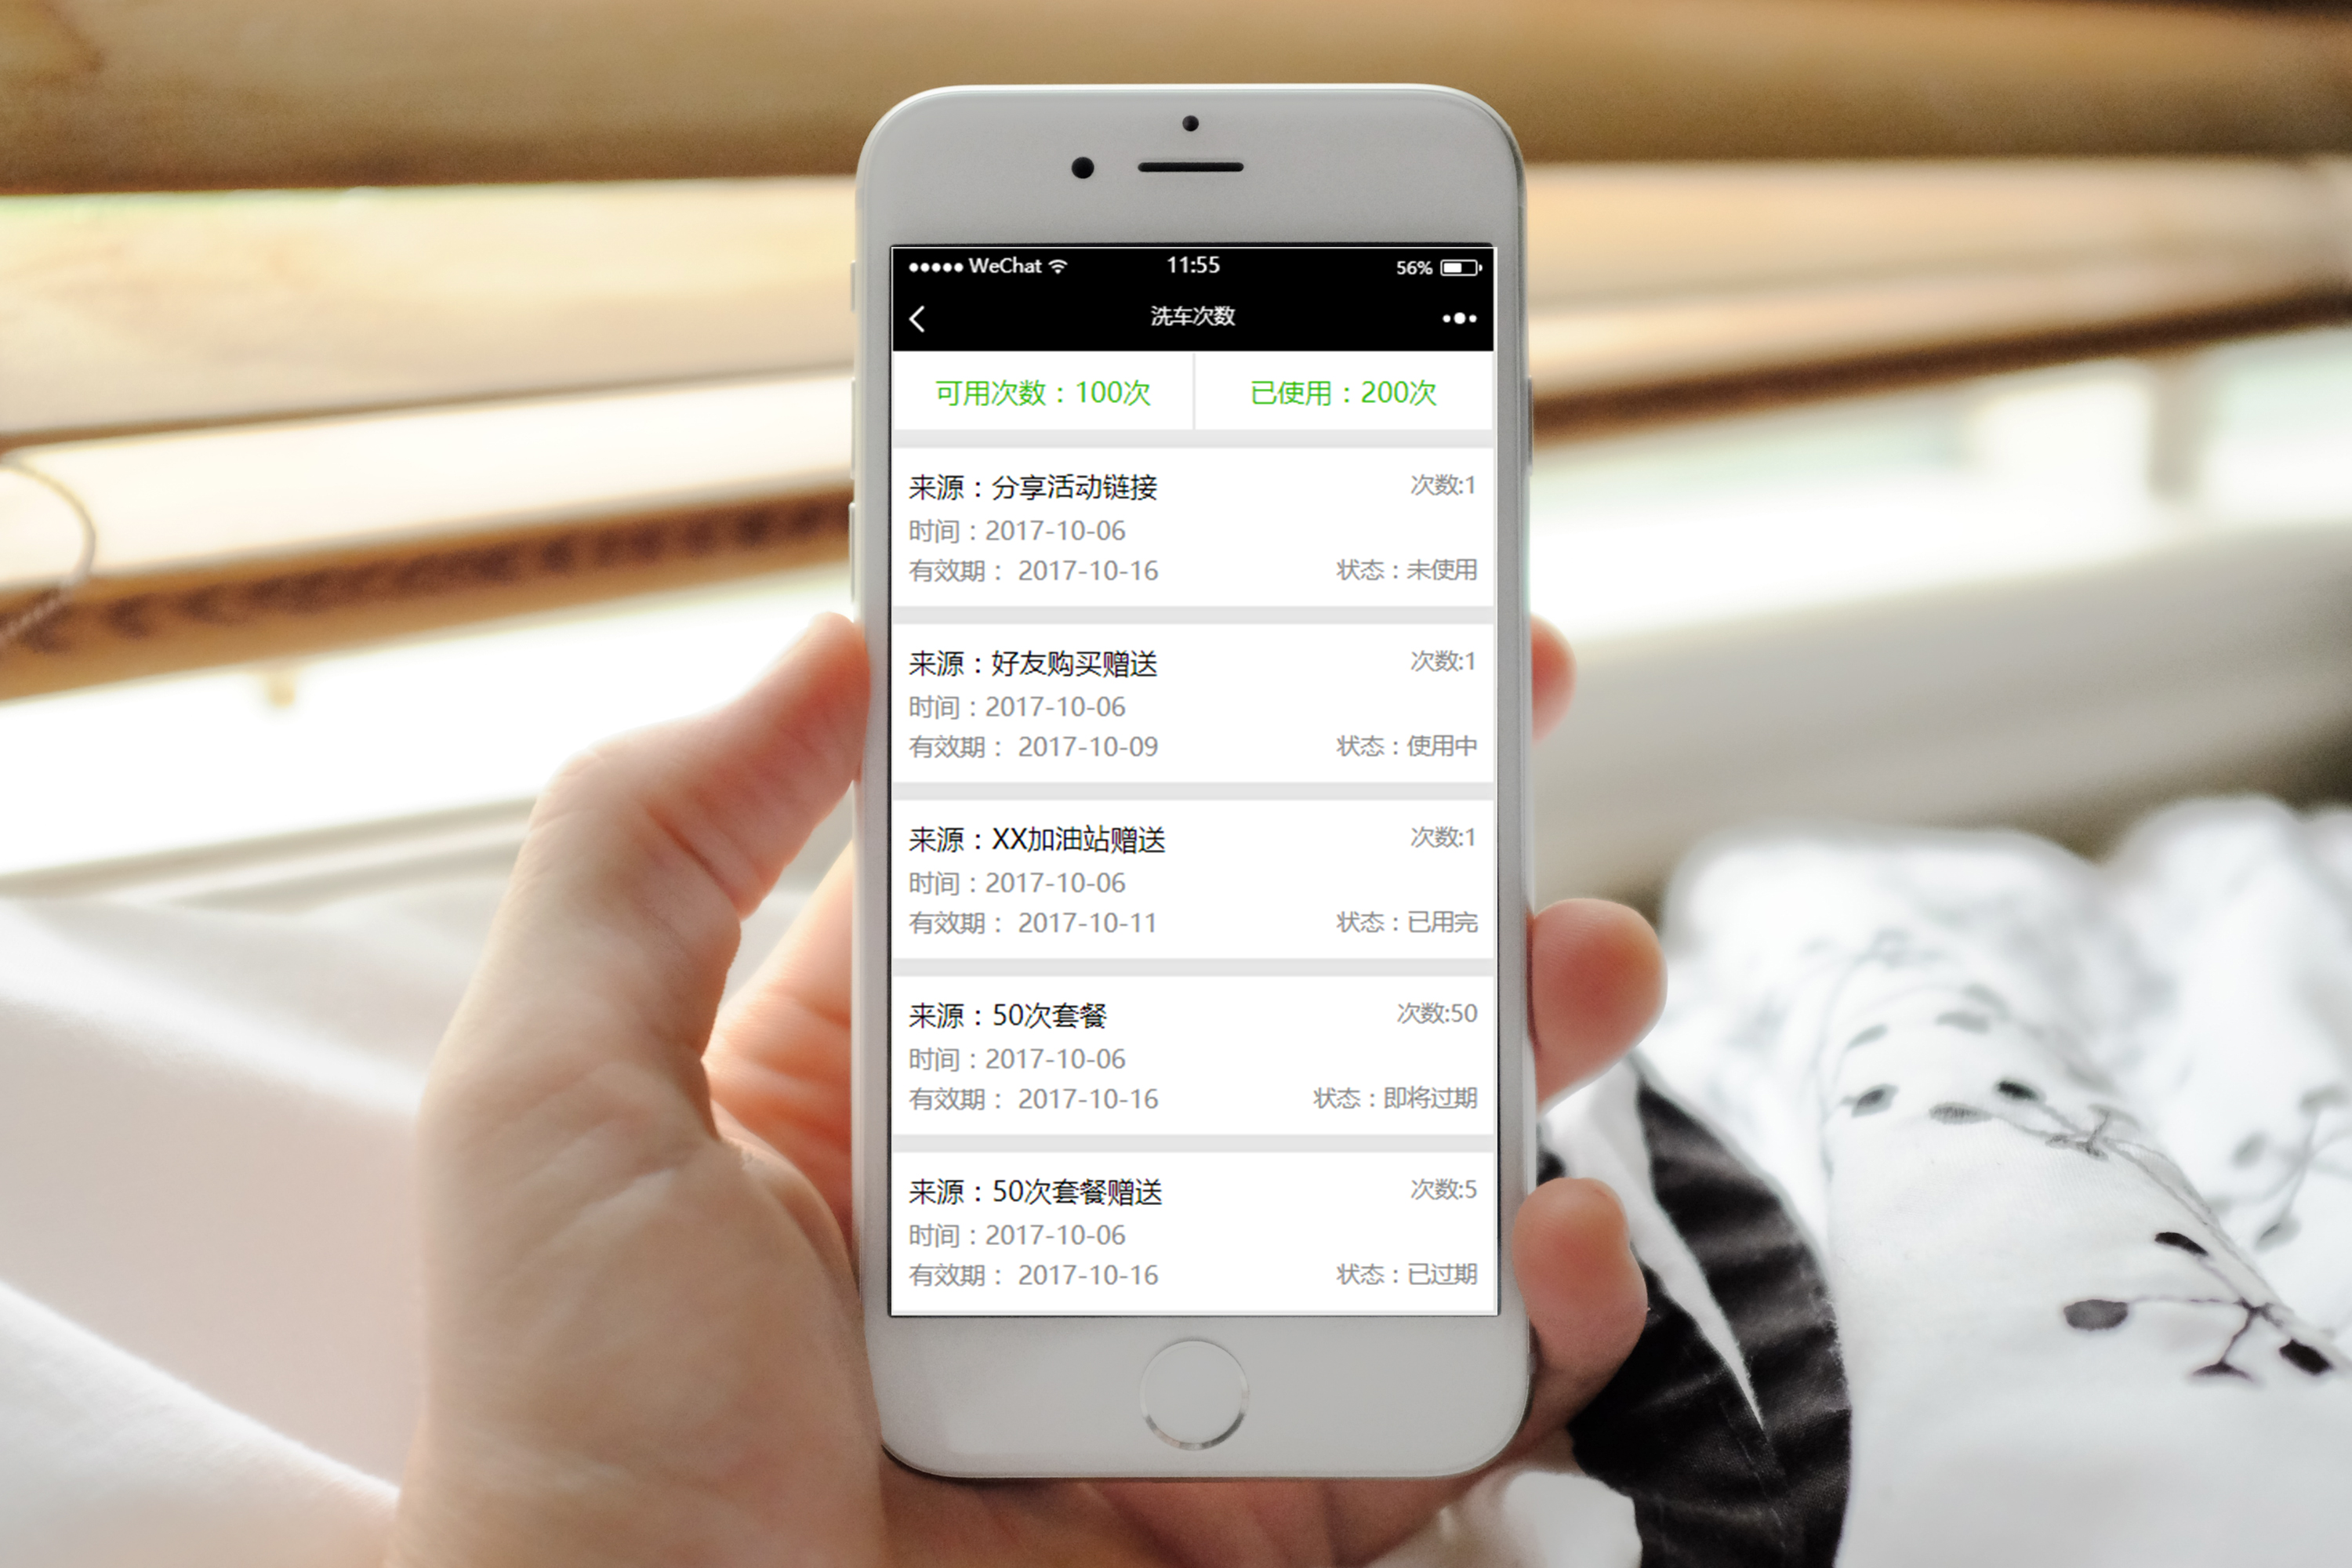 ●●●●● WeChat 11:55 56%
洗车次数
可用次数：100次 已使用：200次
来源：分享活动链接 次数:1
时间：2017-10-06
有效期： 2017-10-16 状态：未使用
来源：好友购买赠送 次数:1
时间：2017-10-06
有效期： 2017-10-09 状态：使用中
来源：XX加油站赠送 次数:1
时间：2017-10-06
有效期： 2017-10-11 状态：已用完
来源：50次套餐 次数:50
时间：2017-10-06
有效期： 2017-10-16 状态：即将过期
来源：50次套餐赠送 次数:5
时间：2017-10-06
有效期： 2017-10-16 状态：已过期